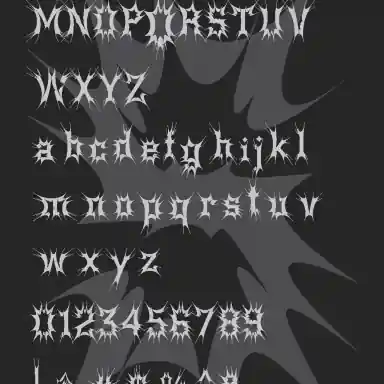 MNOPQRSTUV
WXYZ
abcdefghijkl
mnopqrstuv
wxyz
0123456789